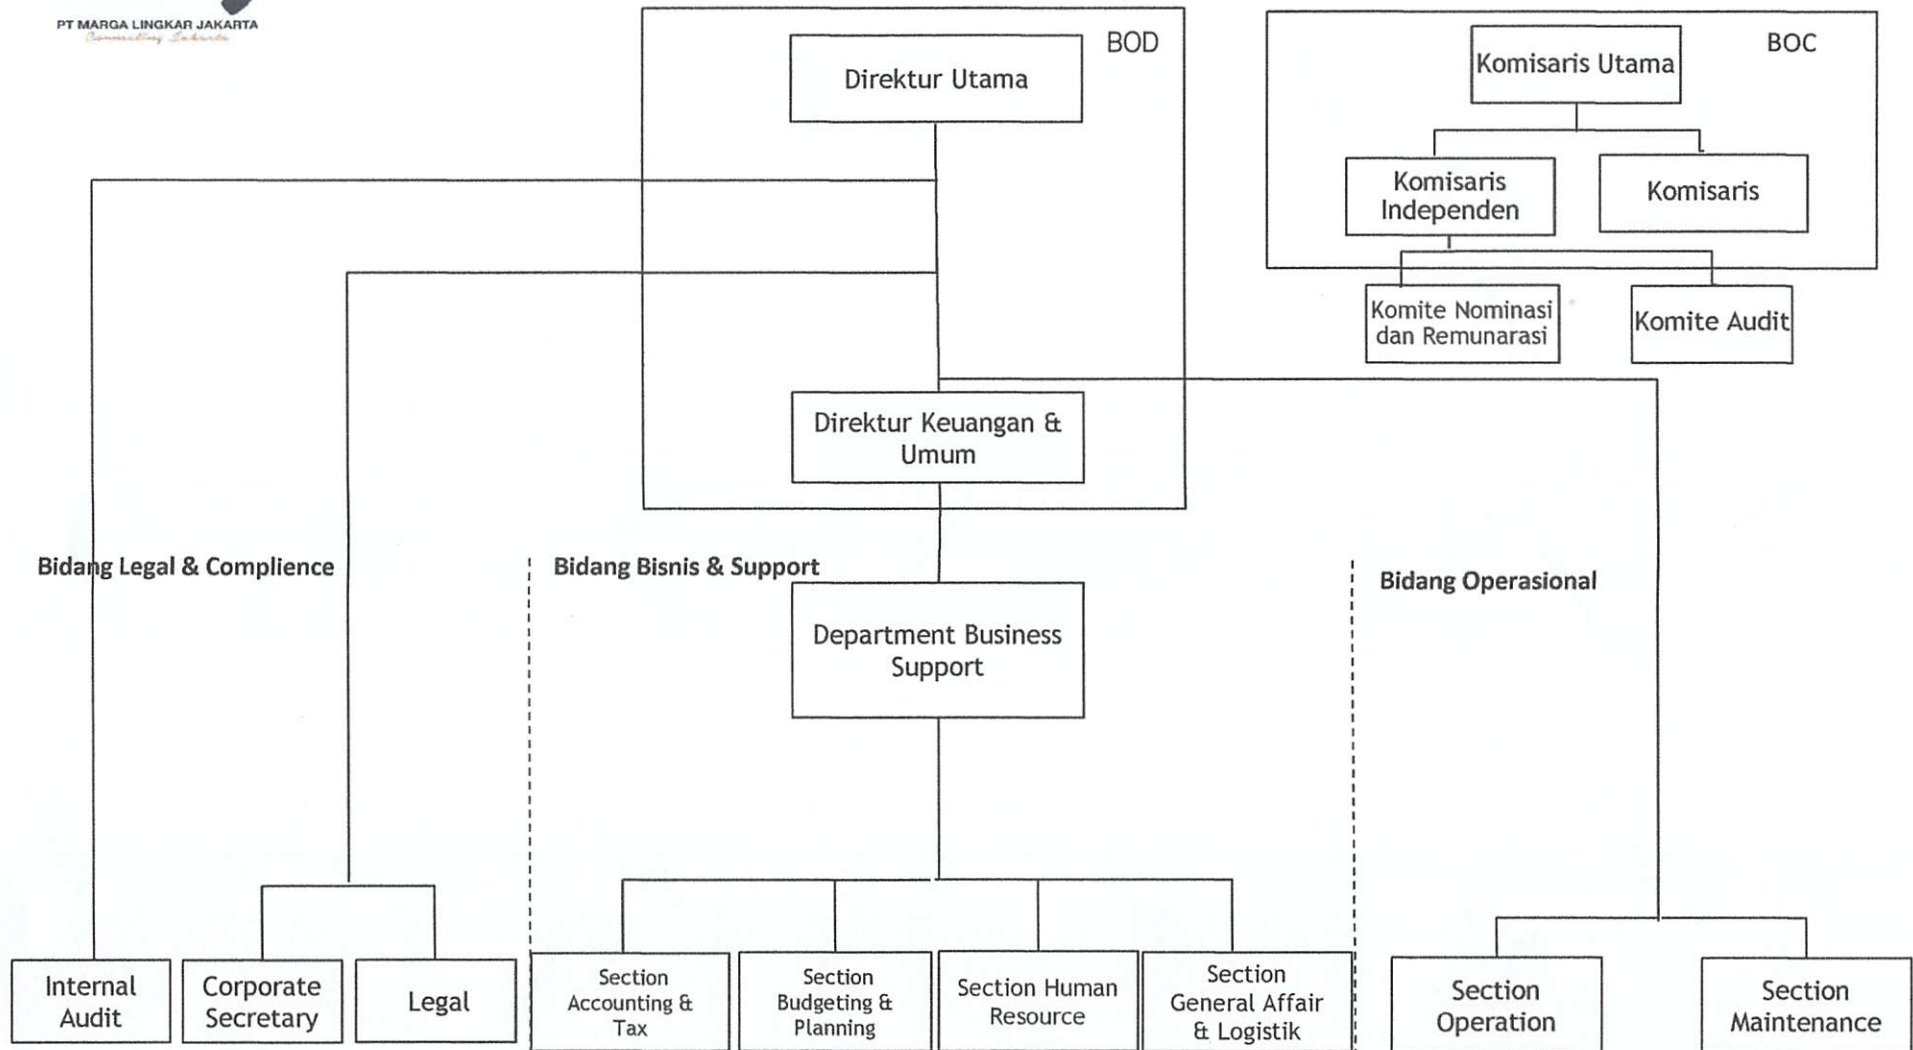 PT MARGA LINGKAR JAKARTA
Connecting Jakarta
BOD
Direktur Utama
BOC
Komisaris Utama
Komisaris
Independen
Komisaris
Komite Nominasi
dan Remunarasi
Komite Audit
Direktur Keuangan &
Umum
Bidang Legal & Complience
Bidang Bisnis & Support
Bidang Operasional
Department Business
Support
Internal
Audit
Corporate
Secretary
Legal
Section
Accounting &
Tax
Section
Budgeting &
Planning
Section Human
Resource
Section
General Affair
& Logistik
Section
Operation
Section
Maintenance